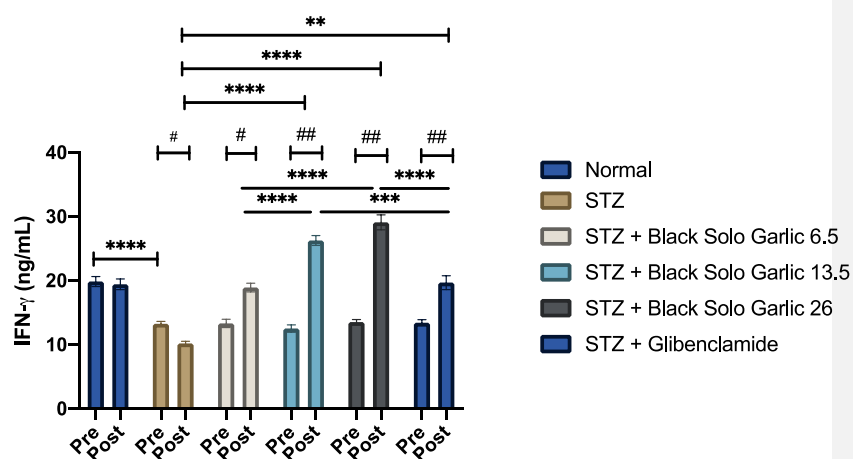 **
****
****
#
#
##
##
##
****
****
****
***
****
IFN-γ (ng/mL)
40
30
20
10
0
Pre Post Pre Post Pre Post Pre Post Pre Post Pre Post
Normal
STZ
STZ + Black Solo Garlic 6.5
STZ + Black Solo Garlic 13.5
STZ + Black Solo Garlic 26
STZ + Glibenclamide